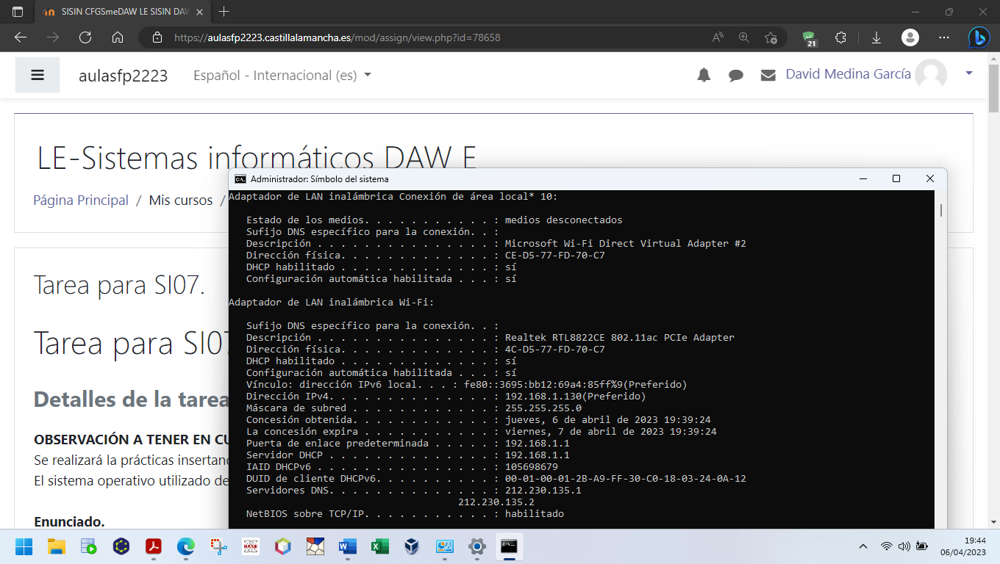 SISIN CFGSmeDAW LE SISIN DAW
https://aulasfp2223.castillalamancha.es/mod/assign/view.php?id=78658
21
aulasfp2223
Español - Internacional (es)
David Medina García
LE-Sistemas informáticos DAW E
Página Principal / Mis cursos /
Tarea para SI07.
Tarea para SI07
Detalles de la tarea
OBSERVACIÓN A TENER EN CU
Se realizará la prácticas insertand
El sistema operativo utilizado de
Enunciado.
Administrador: Símbolo del sistema
Adaptador de LAN inalámbrica Conexión de área local* 10:
Estado de los medios. . . . . . . . . . . : medios desconectados
Sufijo DNS específico para la conexión. . :
Descripción . . . . . . . . . . . . . . . : Microsoft Wi-Fi Direct Virtual Adapter #2
Dirección física. . . . . . . . . . . . . : CE-D5-77-FD-70-C7
DHCP habilitado . . . . . . . . . . . . . : sí
Configuración automática habilitada . . . : sí
Adaptador de LAN inalámbrica Wi-Fi:
Sufijo DNS específico para la conexión. . :
Descripción . . . . . . . . . . . . . . . : Realtek RTL8822CE 802.11ac PCIe Adapter
Dirección física. . . . . . . . . . . . . : 4C-D5-77-FD-70-C7
DHCP habilitado . . . . . . . . . . . . . : sí
Configuración automática habilitada . . . : sí
Vínculo: dirección IPv6 local. . . : fe80::3695:bb12:69a4:85ff%9(Preferido)
Dirección IPv4. . . . . . . . . . . . . . : 192.168.1.130(Preferido)
Máscara de subred . . . . . . . . . . . . : 255.255.255.0
Concesión obtenida. . . . . . . . . . . . : jueves, 6 de abril de 2023 19:39:24
La concesión expira . . . . . . . . . . . : viernes, 7 de abril de 2023 19:39:24
Puerta de enlace predeterminada . . . . . : 192.168.1.1
Servidor DHCP . . . . . . . . . . . . . . : 192.168.1.1
IAID DHCPv6 . . . . . . . . . . . . . . . : 105698679
DUID de cliente DHCPv6. . . . . . . . . . : 00-01-00-01-2B-A9-FF-30-C0-18-03-24-0A-12
Servidores DNS. . . . . . . . . . . . . . : 212.230.135.1
212.230.135.2
NetBIOS sobre TCP/IP. . . . . . . . . . . : habilitado
19:44
06/04/2023